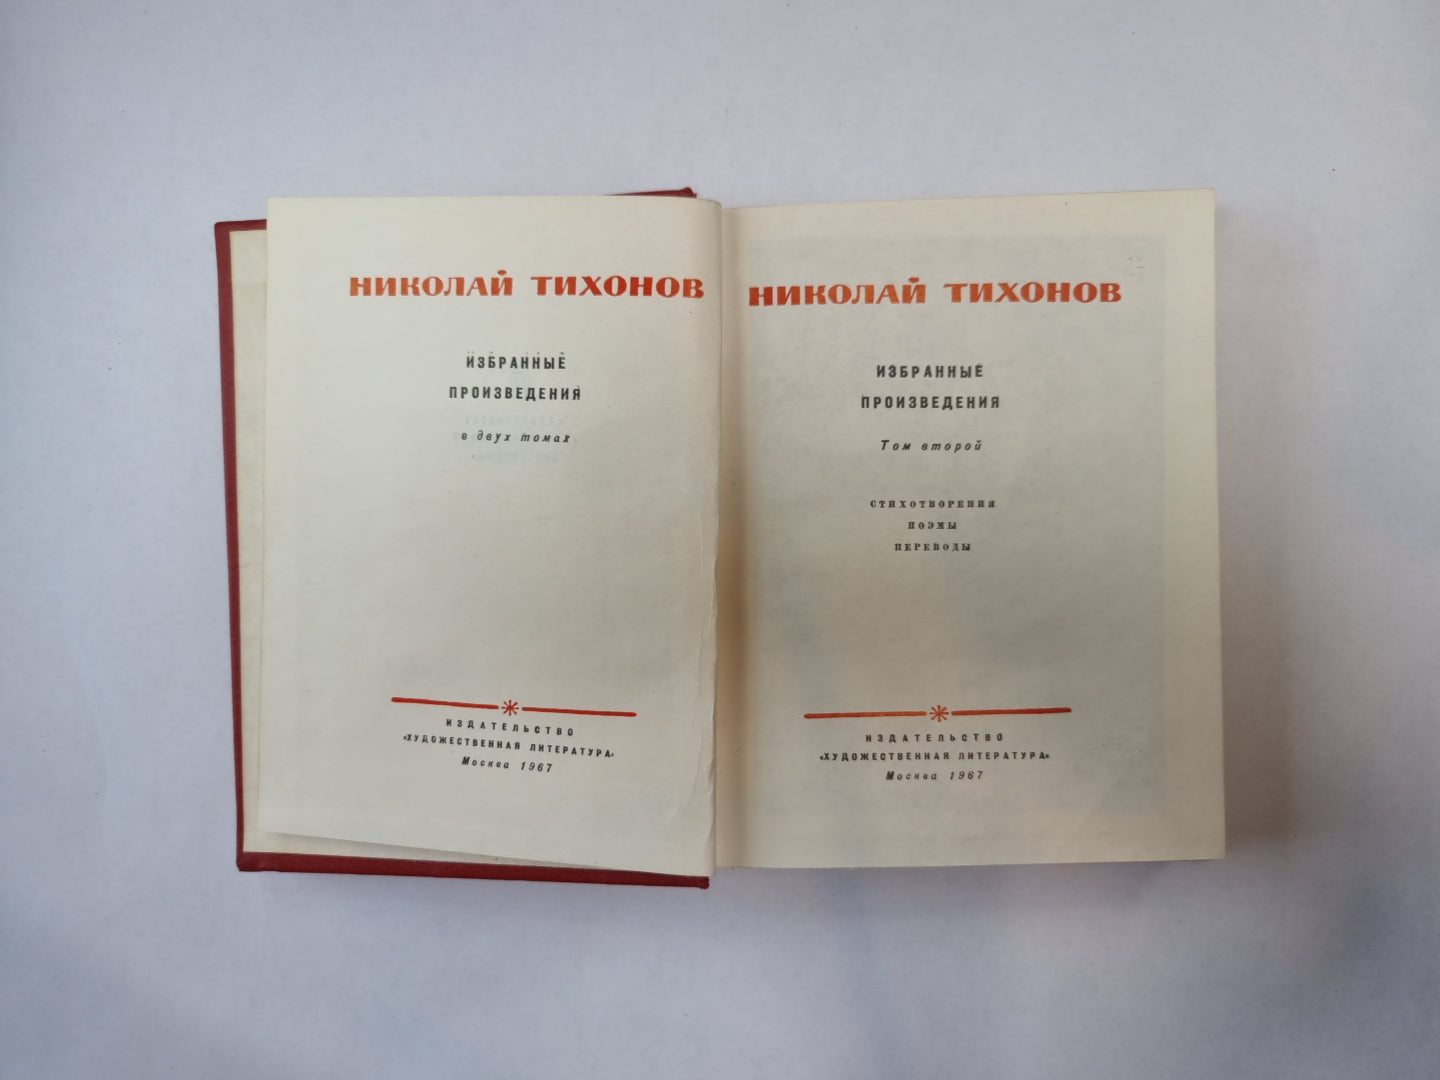 НИКОЛАЙ ТИХОНОВ
ИЗБРАННЫЕ
ПРОИЗВЕДЕНИЯ
в двух томах
ИЗДАТЕЛЬСТВО
«ХУДОЖЕСТВЕННАЯ ЛИТЕРАТУРА»
Москва 1967
НИКОЛАЙ ТИХОНОВ
ИЗБРАННЫЕ
ПРОИЗВЕДЕНИЯ
Том второй
СТИХОТВОРЕНИЯ
ПОЭМЫ
ПЕРЕВОДЫ
ИЗДАТЕЛЬСТВО
«ХУДОЖЕСТВЕННАЯ ЛИТЕРАТУРА»
Москва 1967